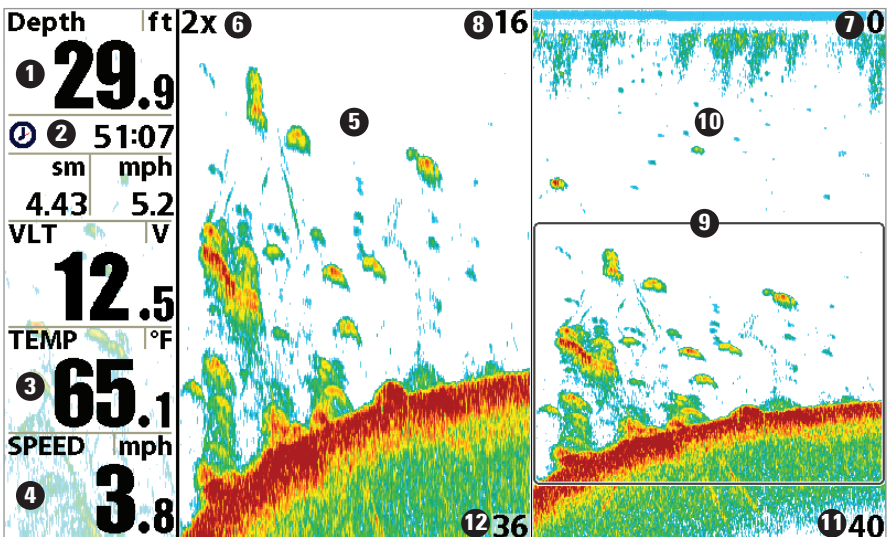 Depth ft
1 29.9
2 51:07
sm mph
4.43 5.2
VLT V
12.5
TEMP °F
3 65.1
SPEED mph
4 3.8
2x 6 8 16
5
12 36
7 0
10
9
11 40